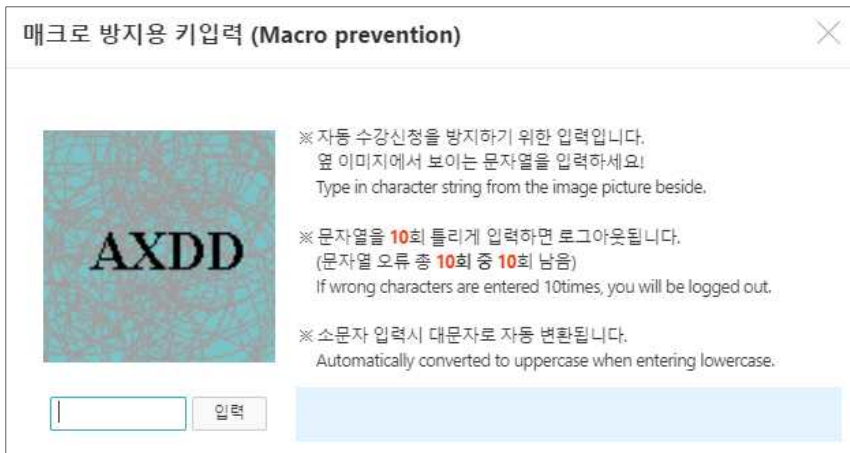 매크로 방지용 키입력 (Macro prevention)
※ 자동 수강신청을 방지하기 위한 입력입니다.
옆 이미지에서 보이는 문자열을 입력하세요!
Type in character string from the image picture beside.
AXDD
※ 문자열을 10회 틀리게 입력하면 로그아웃됩니다.
(문자열 오류 총 10회 중 10회 남음)
If wrong characters are entered 10times, you will be logged out.
※ 소문자 입력시 대문자로 자동 변환됩니다.
Automatically converted to uppercase when entering lowercase.
입력